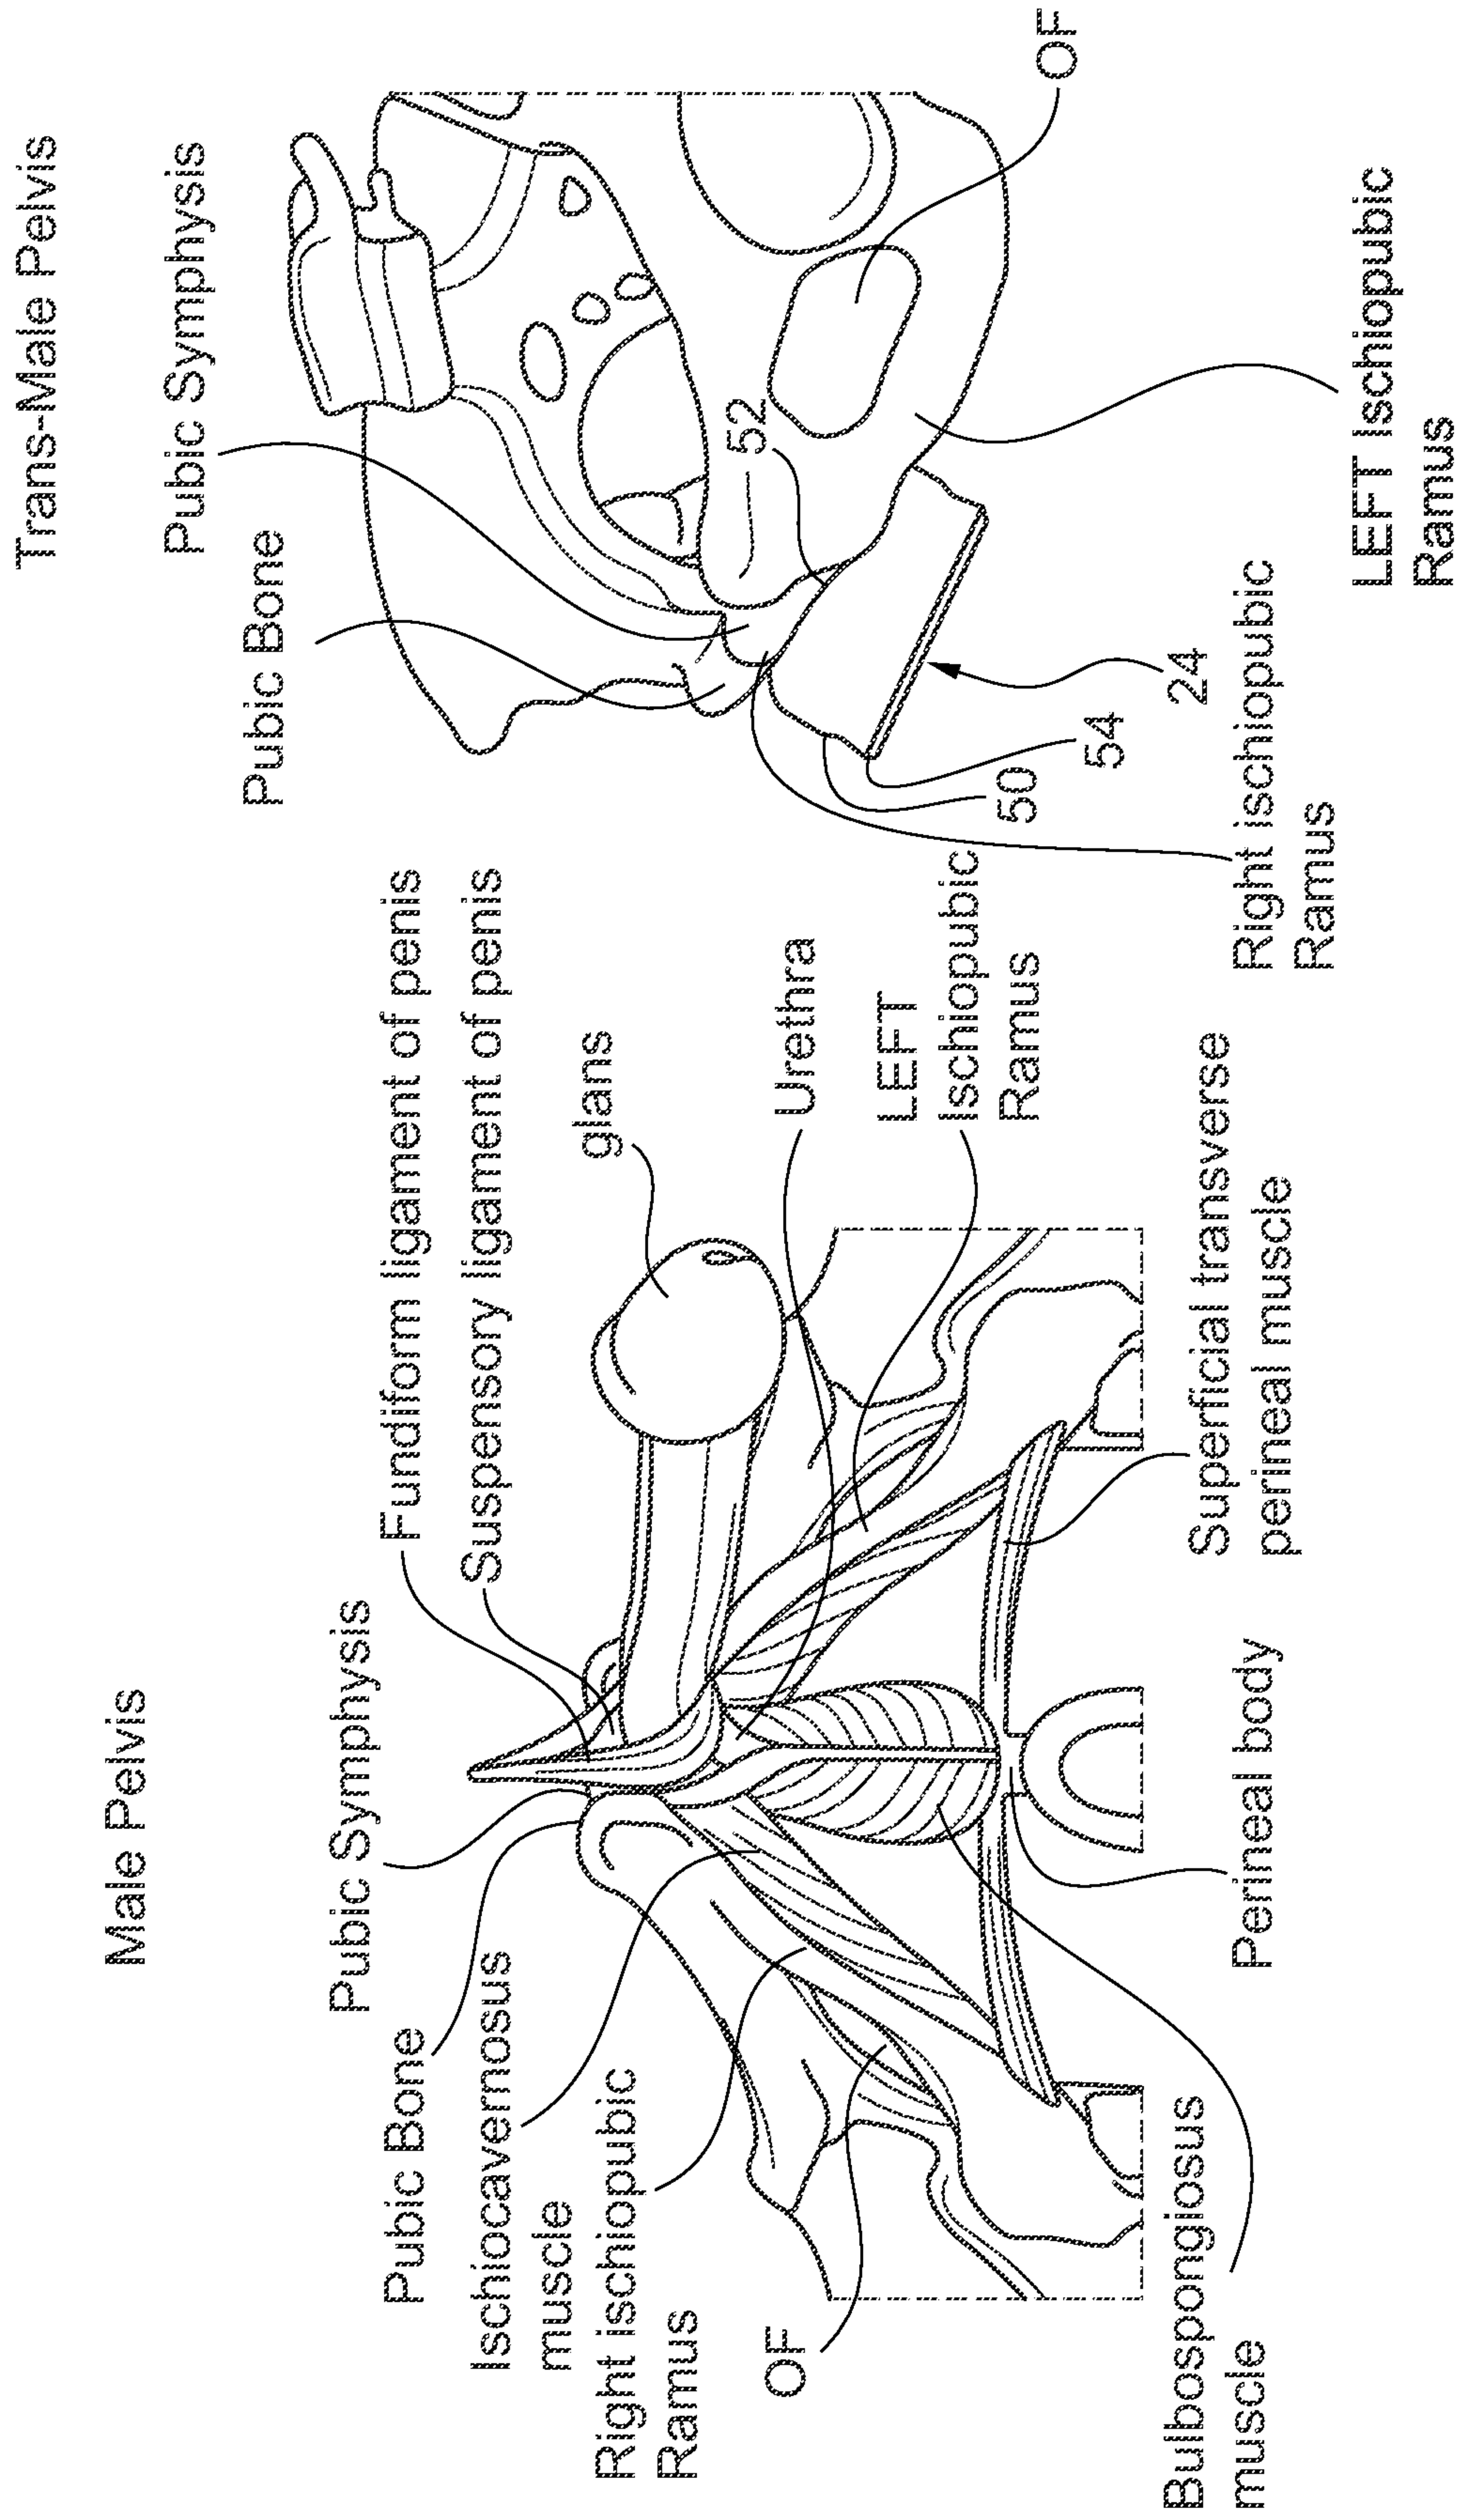 Male Pelvis
Pubic Symphysis
Fundiform ligament of penis
Pubic Bone
Suspensory ligament of penis
Ischiocavernosus
muscle
glans
Right ischiopubic
Ramus
Urethra
OF
LEFT
Ischiopubic
Ramus
Bulbospongiosus
muscle
Perineal body
Superficial transverse
perineal muscle
Trans-Male Pelvis
Pubic Symphysis
Pubic Bone
52
OF
50
54
24
Right ischiopubic
Ramus
LEFT Ischiopubic
Ramus